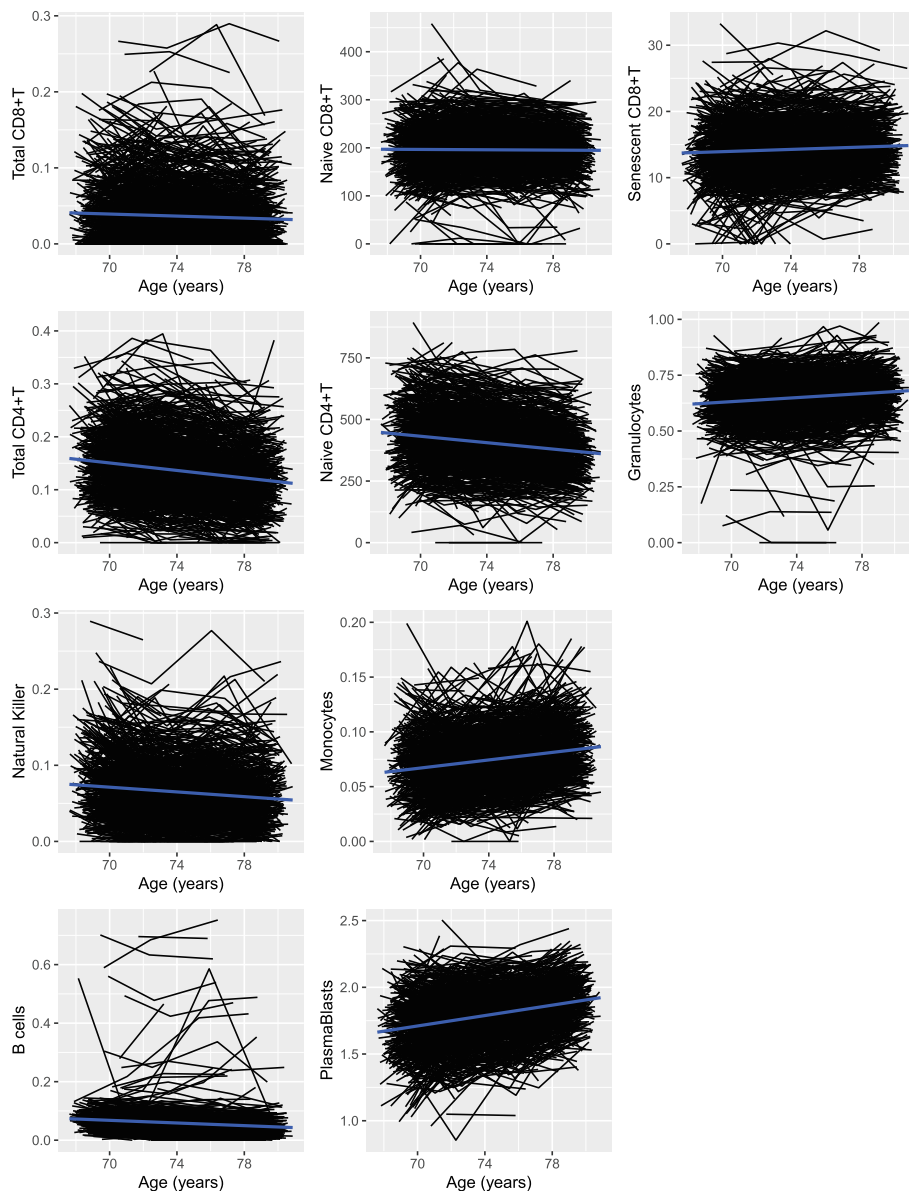 Total CD8+T
0.3
0.2
0.1
0.0
70 74 78
Age (years)
Naive CD8+T
400
300
200
100
0
70 74 78
Age (years)
Senescent CD8+T
30
20
10
0
70 74 78
Age (years)
Total CD4+T
0.4
0.3
0.2
0.1
0.0
70 74 78
Age (years)
Naive CD4+T
750
500
250
0
70 74 78
Age (years)
Granulocytes
1.00
0.75
0.50
0.25
0.00
70 74 78
Age (years)
Natural Killer
0.3
0.2
0.1
0.0
70 74 78
Age (years)
Monocytes
0.20
0.15
0.10
0.05
0.00
70 74 78
Age (years)
B cells
0.6
0.4
0.2
0.0
70 74 78
Age (years)
PlasmaBlasts
2.5
2.0
1.5
1.0
70 74 78
Age (years)